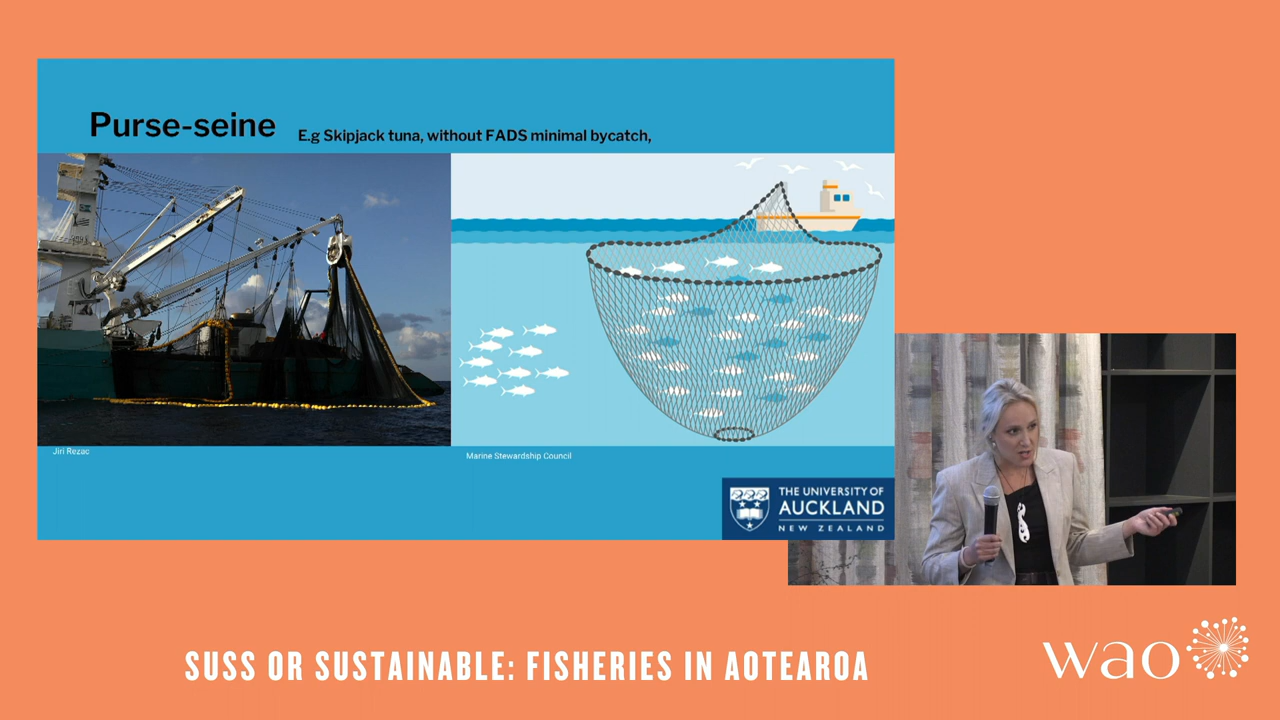 Purse-seine
E.g Skipjack tuna, without FADS minimal bycatch,
Jiri Rezac
Marine Stewardship Council
THE UNIVERSITY OF
AUCKLAND
NEW ZEALAND
SUSS OR SUSTAINABLE: FISHERIES IN AOTEAROA
wao